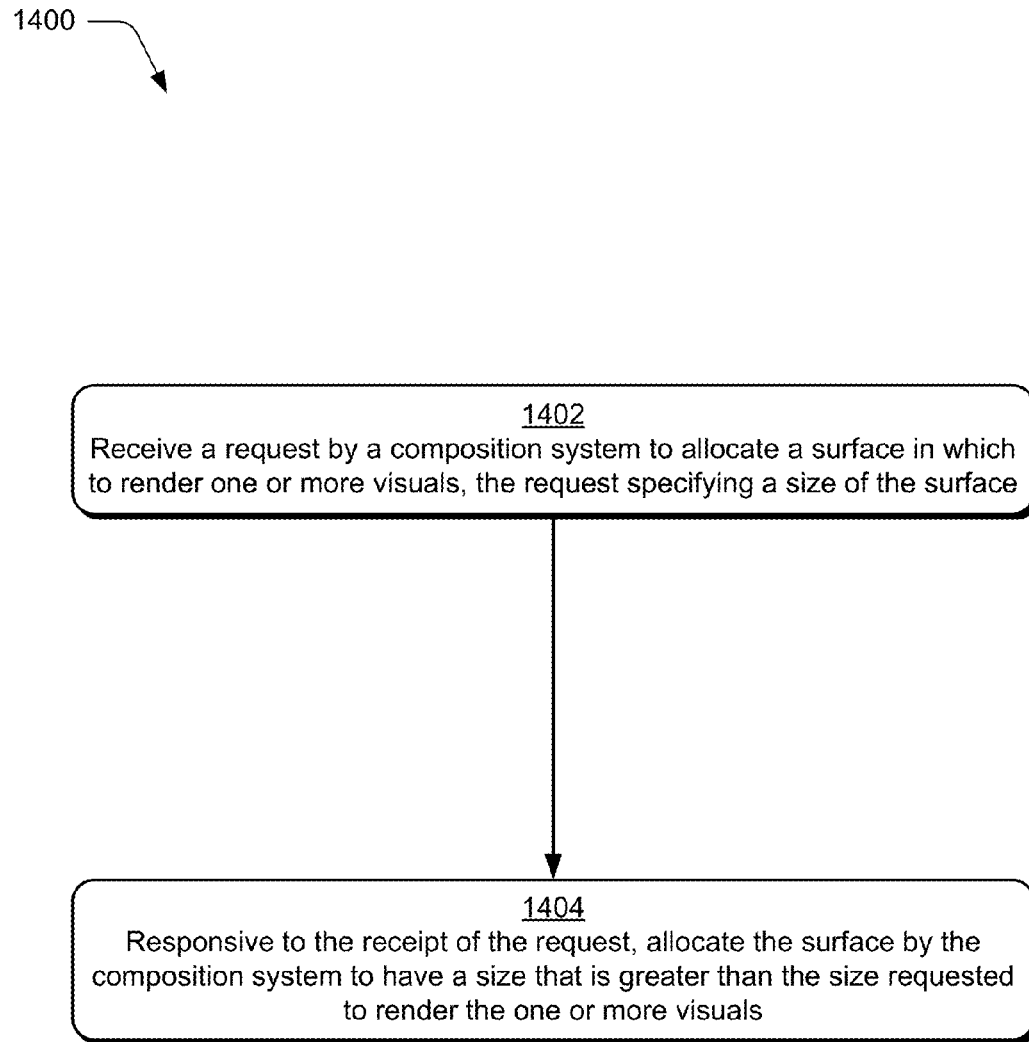 1400
1402
Receive a request by a composition system to allocate a surface in which
to render one or more visuals, the request specifying a size of the surface
1404
Responsive to the receipt of the request, allocate the surface by the
composition system to have a size that is greater than the size requested
to render the one or more visuals